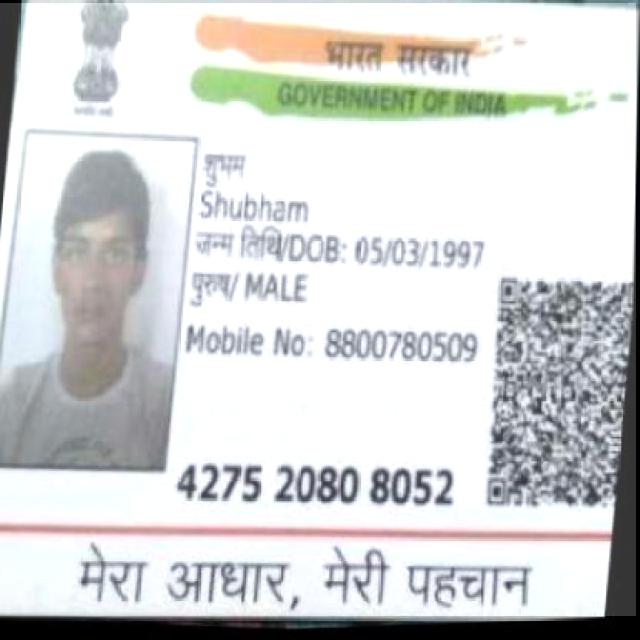 भारत सरकार
GOVERNMENT OF INDIA
शुभम
Shubham
जन्म तिथि/DOB: 05/03/1997
पुरुष/ MALE
Mobile No: 8800780509
4275 2080 8052
मेरा आधार, मेरी पहचान